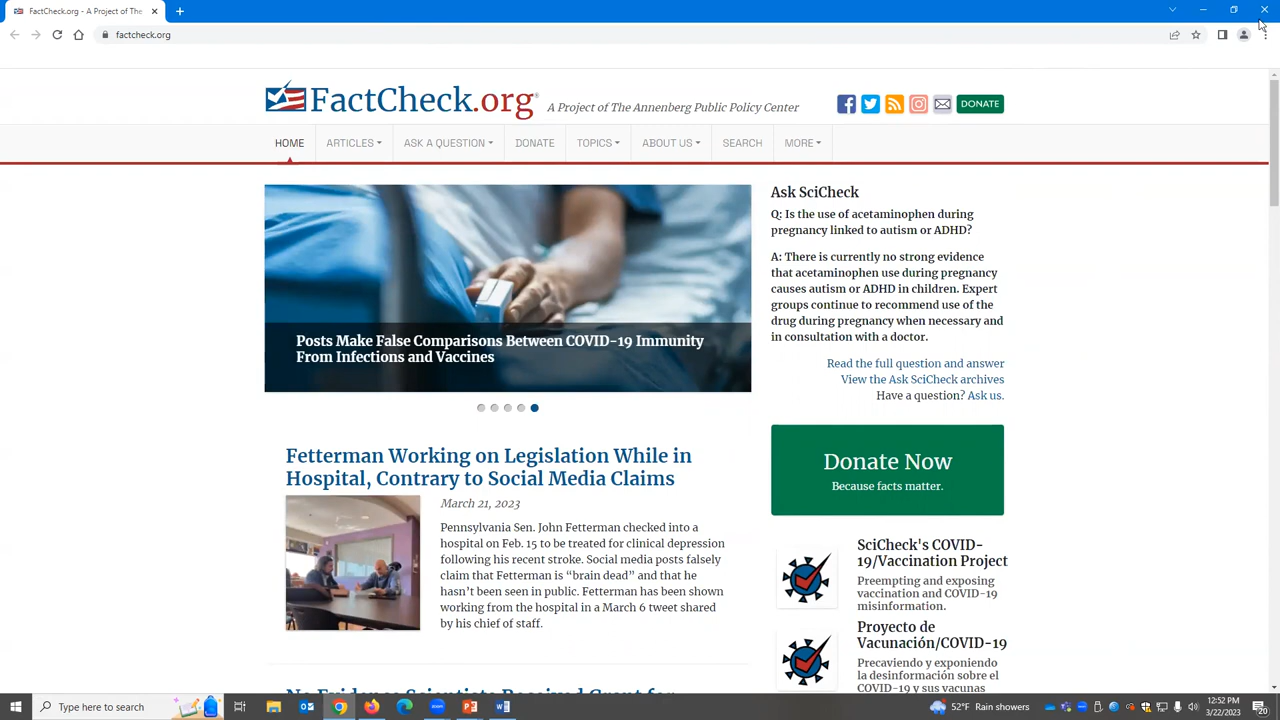 FactCheck.org - A Project of The
factcheck.org
FactCheck.org® A Project of The Annenberg Public Policy Center
DONATE
HOME ARTICLES ASK A QUESTION DONATE TOPICS ABOUT US SEARCH MORE
Posts Make False Comparisons Between COVID-19 Immunity
From Infections and Vaccines
Fetterman Working on Legislation While in
Hospital, Contrary to Social Media Claims
March 21, 2023
Pennsylvania Sen. John Fetterman checked into a
hospital on Feb. 15 to be treated for clinical depression
following his recent stroke. Social media posts falsely
claim that Fetterman is “brain dead” and that he
hasn’t been seen in public. Fetterman has been shown
working from the hospital in a March 6 tweet shared
by his chief of staff.
No Evidence Scientists Received Grant for
Ask SciCheck
Q: Is the use of acetaminophen during
pregnancy linked to autism or ADHD?
A: There is currently no strong evidence
that acetaminophen use during pregnancy
causes autism or ADHD in children. Expert
groups continue to recommend use of the
drug during pregnancy when necessary and
in consultation with a doctor.
Read the full question and answer
View the Ask SciCheck archives
Have a question? Ask us.
Donate Now
Because facts matter.
SciCheck's COVID-
19/Vaccination Project
Preempting and exposing
vaccination and COVID-19
misinformation.
Proyecto de
Vacunación/COVID-19
Precaviendo y exponiendo
la desinformación sobre el
COVID-19 y sus vacunas
Type here to search
52°F Rain showers
12:52 PM
3/22/2023
20